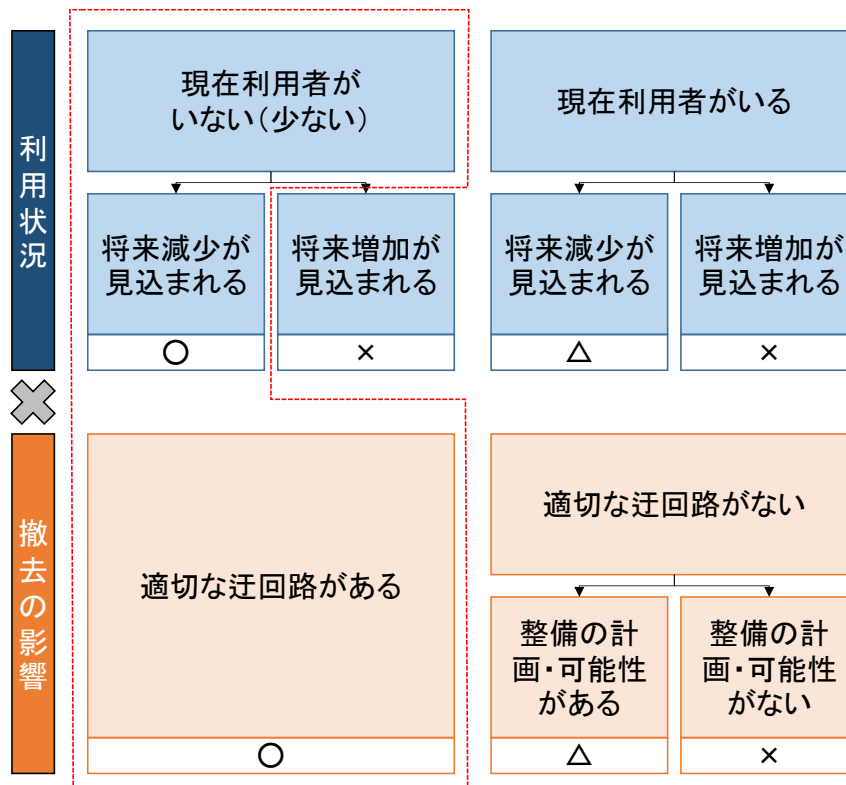 利用状況
現在利用者が
いない（少ない）
現在利用者がいる
将来減少が
見込まれる
将来増加が
見込まれる
将来減少が
見込まれる
将来増加が
見込まれる
○
×
△
×
撤去の影響
適切な迂回路がある
適切な迂回路がない
整備の計
画・可能性
がある
整備の計
画・可能性
がない
○
△
×